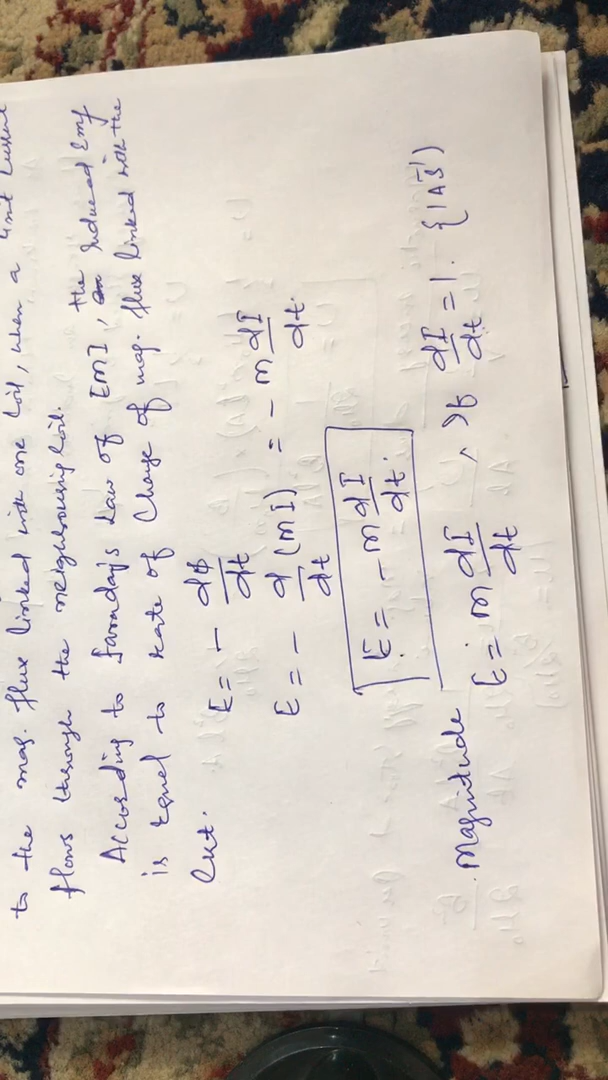 to the mag. flux linked with one coil, when a unit current
flows through the neighbouring coil.
According to faraday's Law of EMI, the induced Emf
is equal to rate of change of mag. flux linked with the
Cut.
E = - dϕ/dt
E = - d/dt (MI) = - M dI/dt.
E = - M dI/dt.
Magnitude
E = M dI/dt , If dI/dt = 1. {1AS⁻¹)